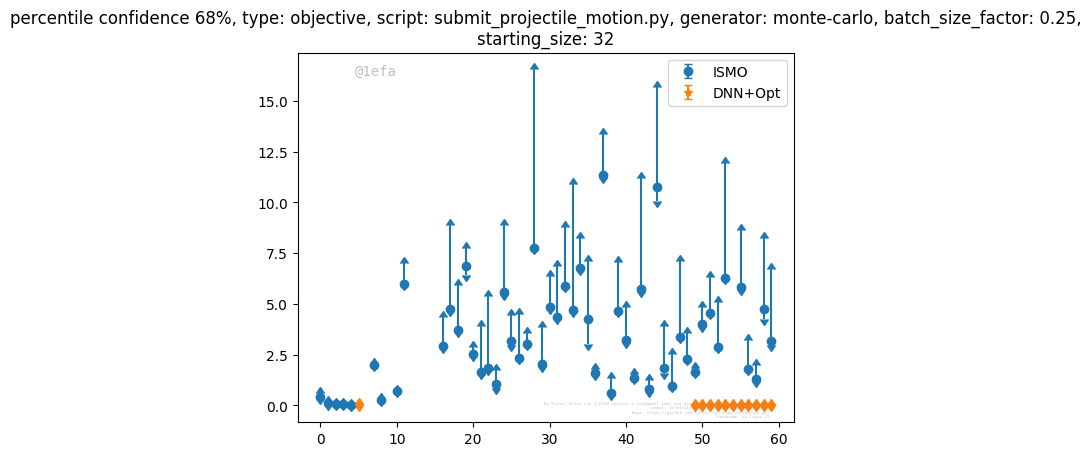 percentile confidence 68%, type: objective, script: submit_projectile_motion.py, generator: monte-carlo, batch_size_factor: 0.25,
starting_size: 32
@1efa
ISMO
DNN+Opt
15.0
12.5
10.0
7.5
5.0
2.5
0.0
0
10
20
30
40
50
60